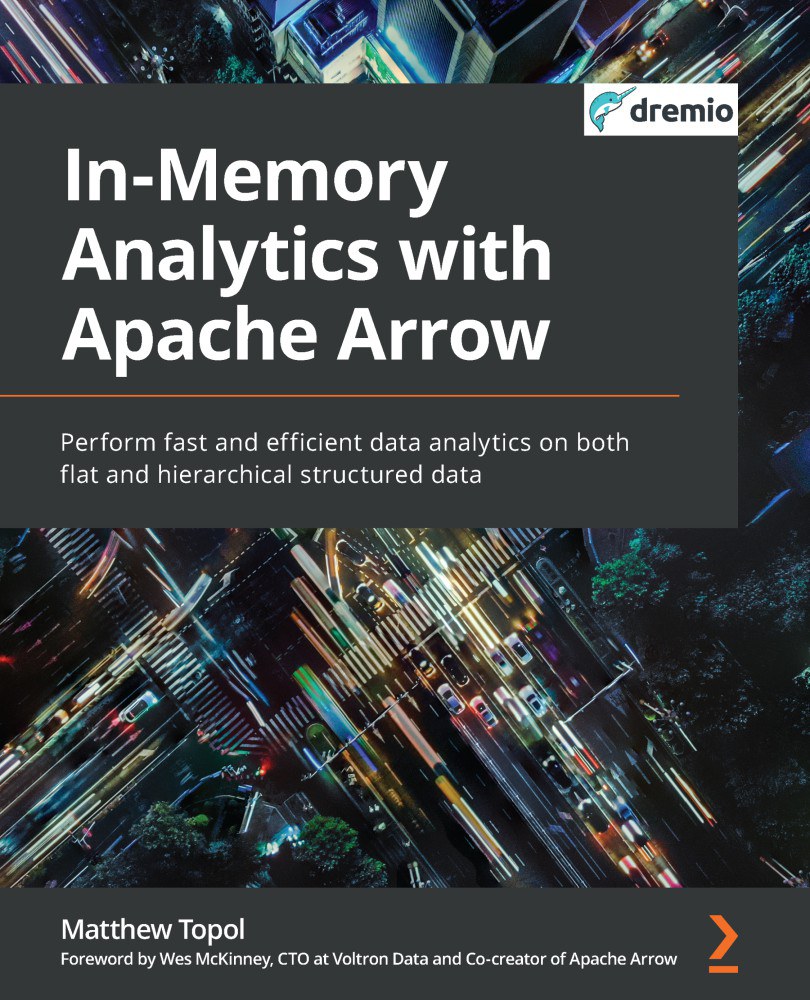 dremio
In-Memory
Analytics with
Apache Arrow
Perform fast and efficient data analytics on both
flat and hierarchical structured data
Matthew Topol
Foreword by Wes McKinney, CTO at Voltron Data and Co-creator of Apache Arrow